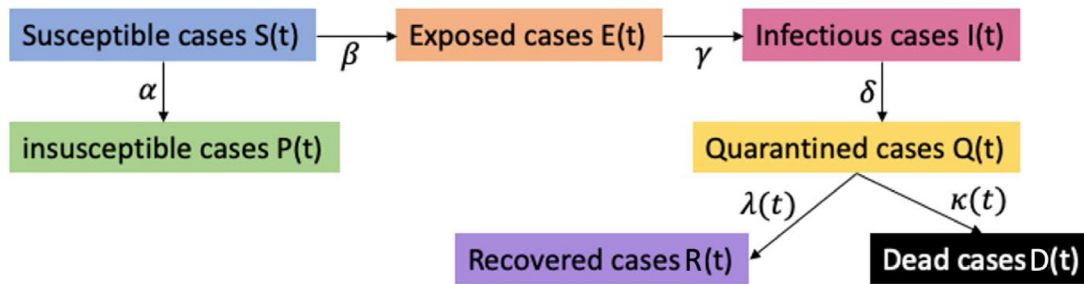 Susceptible cases S(t)
β
Exposed cases E(t)
γ
Infectious cases I(t)
α
δ
insusceptible cases P(t)
Quarantined cases Q(t)
λ(t)
κ(t)
Recovered cases R(t)
Dead cases D(t)